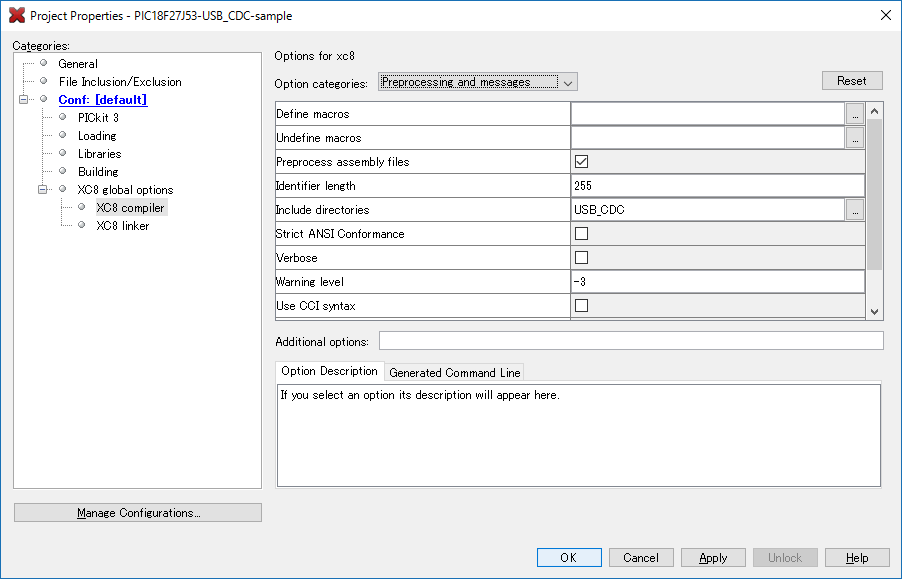 Project Properties - PIC18F27J53-USB_CDC-sample
Categories:
General
File Inclusion/Exclusion
Conf: [default]
PICkit 3
Loading
Libraries
Building
XC8 global options
XC8 compiler
XC8 linker
Manage Configurations...
Options for xc8
Option categories: Preprocessing and messages Reset
Define macros ...
Undefine macros ...
Preprocess assembly files
Identifier length 255
Include directories USB_CDC ...
Strict ANSI Conformance
Verbose
Warning level -3
Use CCI syntax
Additional options:
Option Description Generated Command Line
If you select an option its description will appear here.
OK Cancel Apply Unlock Help